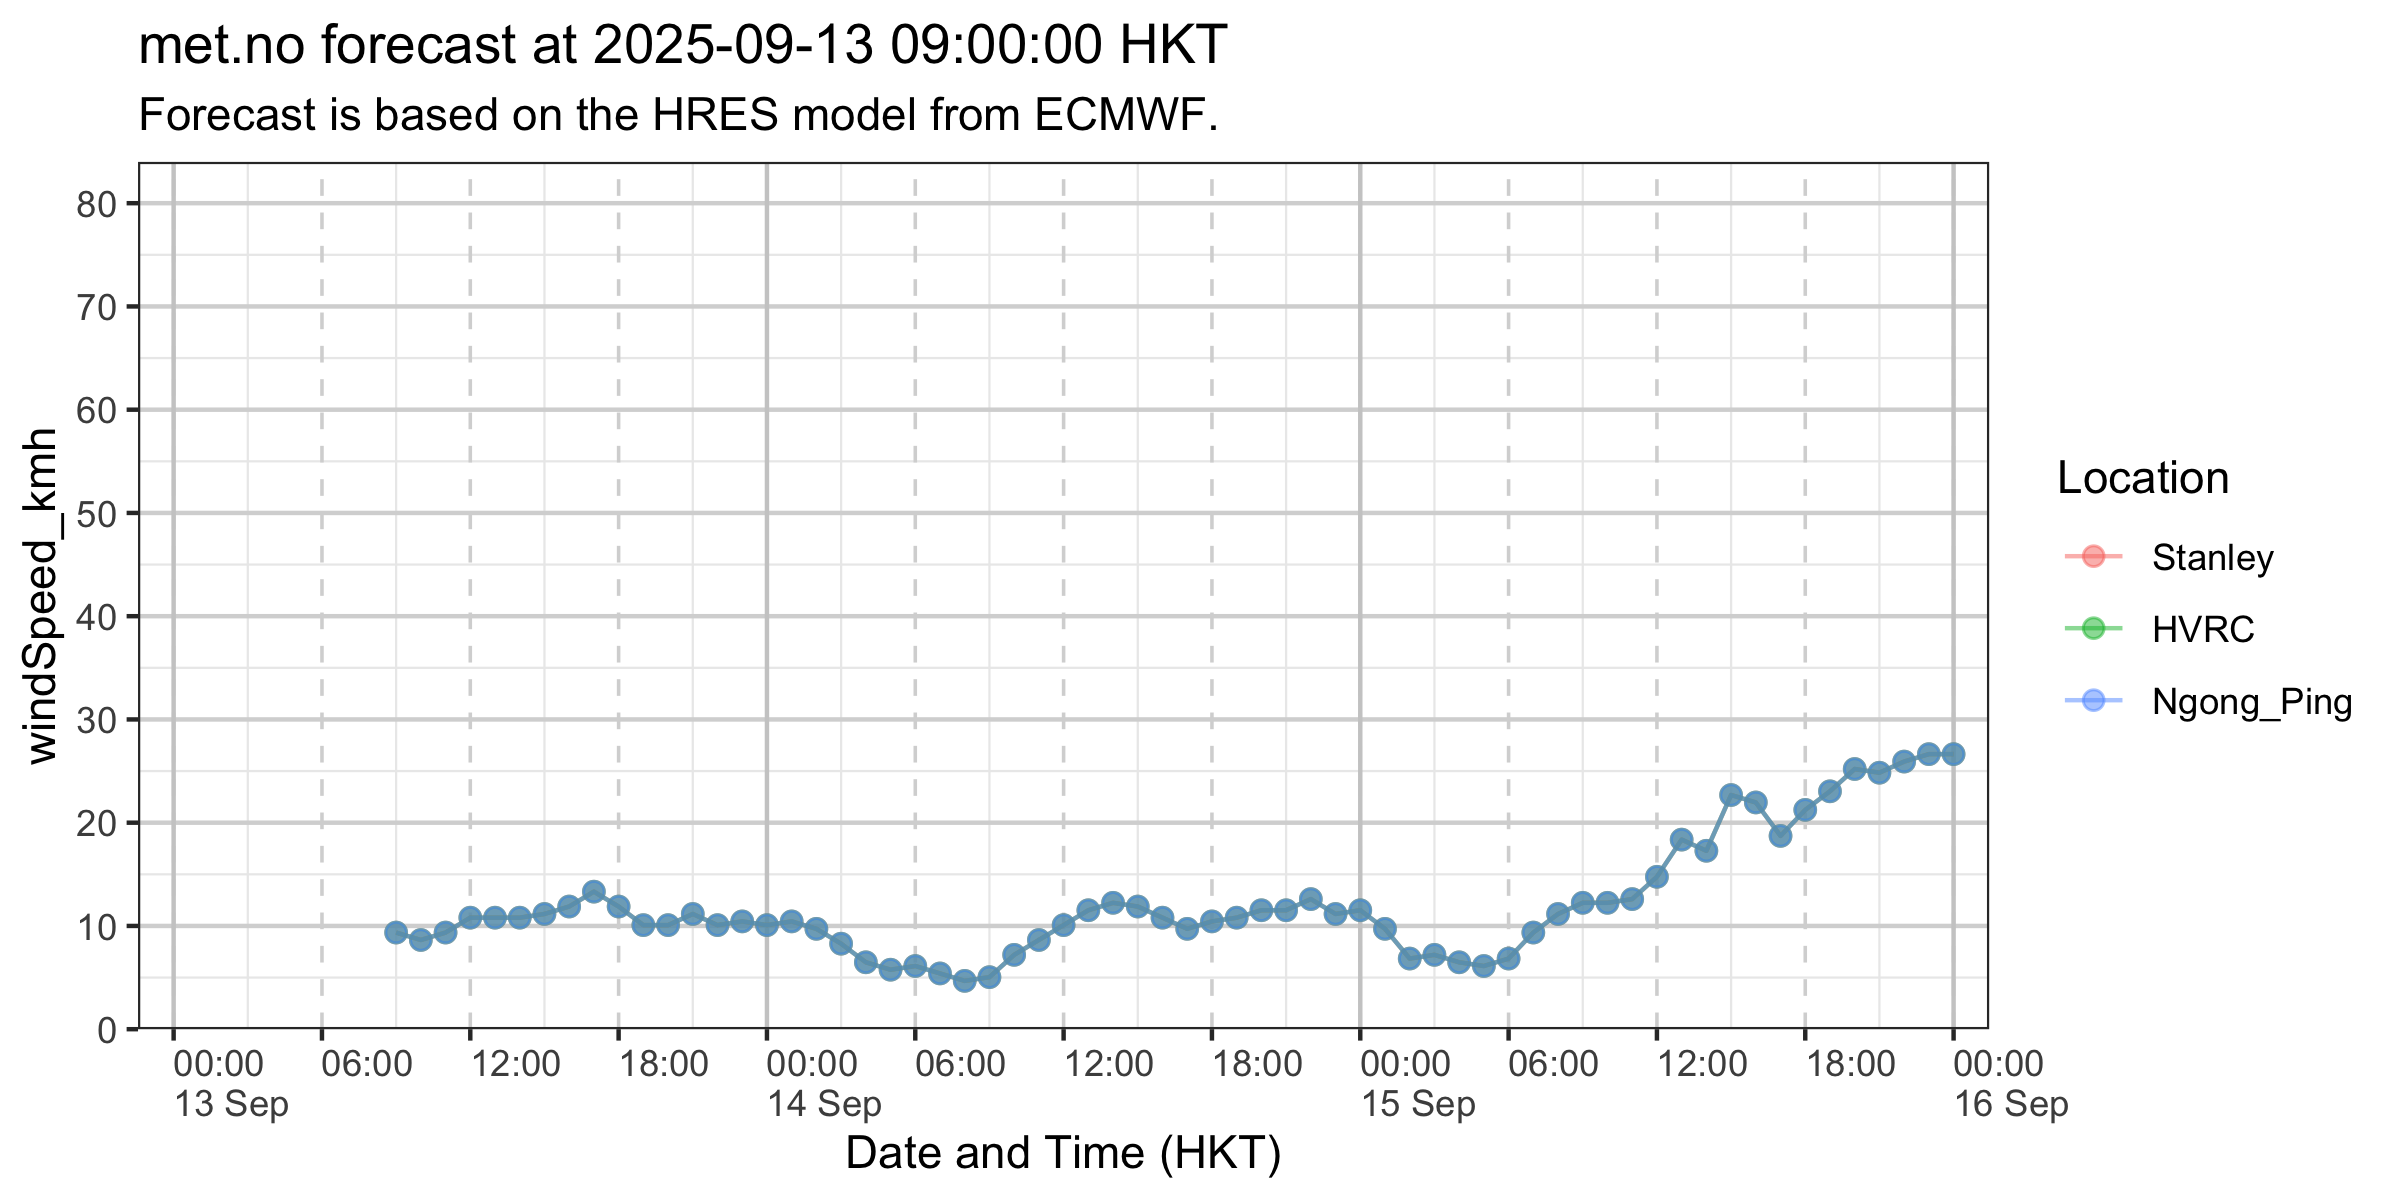 met.no forecast at 2025-09-13 09:00:00 HKT
Forecast is based on the HRES model from ECMWF.
windSpeed_kmh
80
70
60
50
40
30
20
10
0
00:00 06:00 12:00 18:00 00:00 06:00 12:00 18:00 00:00 06:00 12:00 18:00 00:00
13 Sep 14 Sep 15 Sep 16 Sep
Date and Time (HKT)
Location
Stanley
HVRC
Ngong_Ping